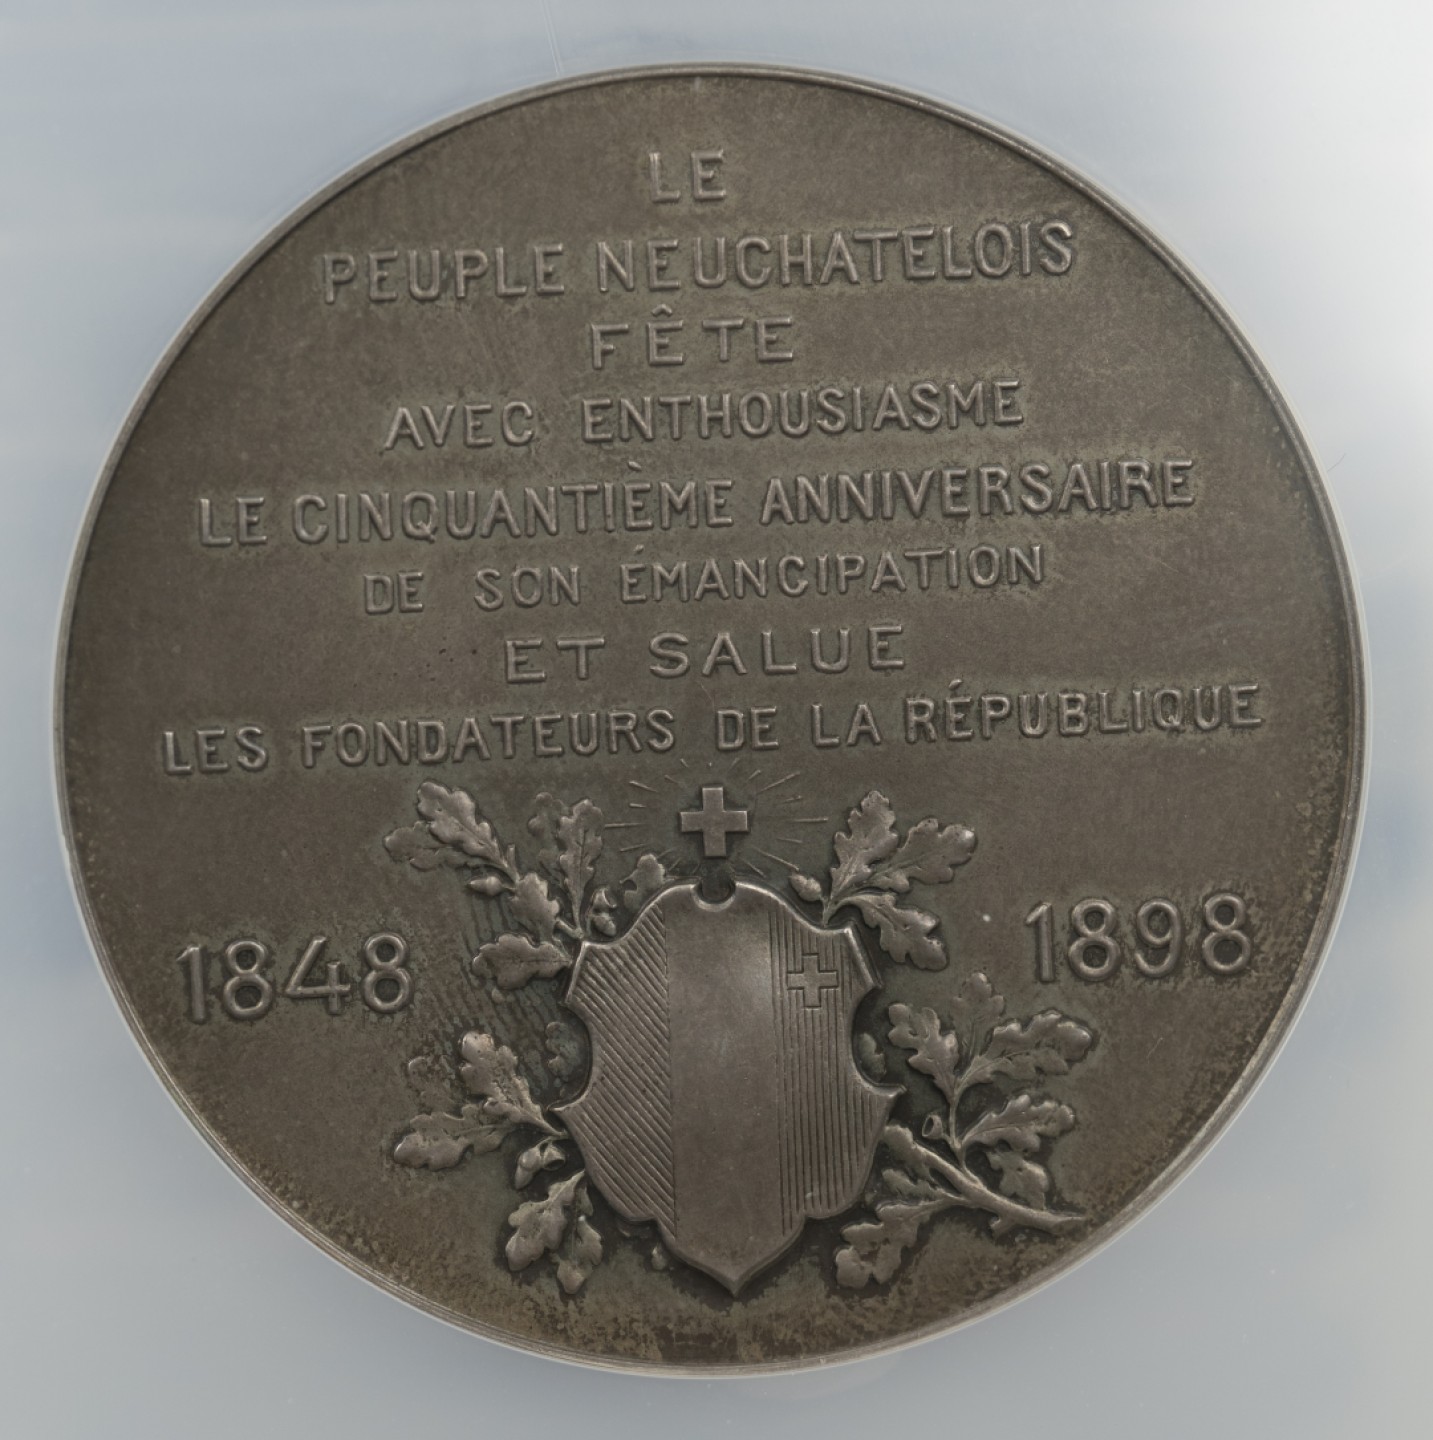 LE
PEUPLE NEUCHATELOIS
FÊTE
AVEC ENTHOUSIASME
LE CINQUANTIÈME ANNIVERSAIRE
DE SON ÉMANCIPATION
ET SALUE
LES FONDATEURS DE LA RÉPUBLIQUE
1848 1898